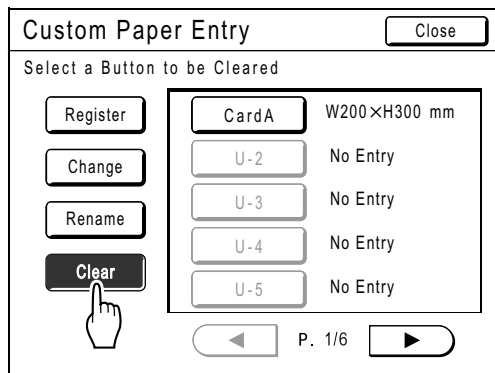 Custom Paper Entry Close
Select a Button to be Cleared
Register CardA W200×H300 mm
Change U-2 No Entry
Rename U-3 No Entry
Clear U-4 No Entry
U-5 No Entry
P. 1/6